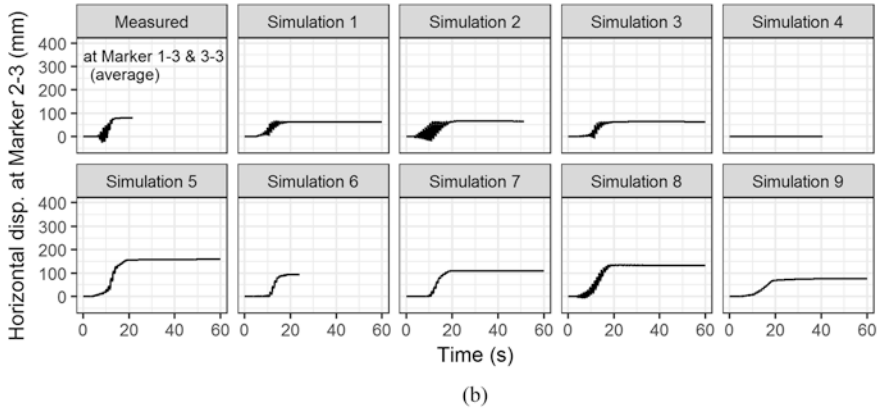 Horizontal disp. at Marker 2-3 (mm)
Measured
Simulation 1
Simulation 2
Simulation 3
Simulation 4
400
300
200
100
0
at Marker 1-3 & 3-3
(average)
Simulation 5
Simulation 6
Simulation 7
Simulation 8
Simulation 9
400
300
200
100
0
0 20 40 60 0 20 40 60 0 20 40 60 0 20 40 60 0 20 40 60
Time (s)
(b)